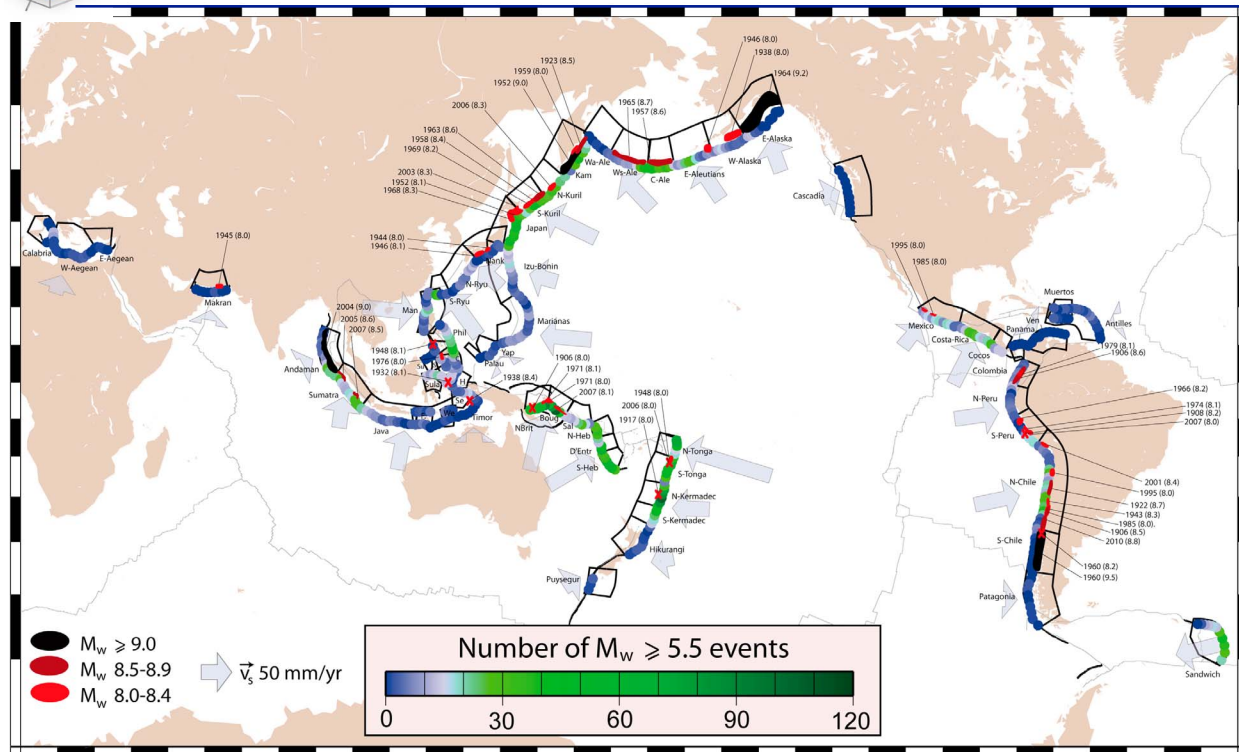 1946 (8.0)
1938 (8.0)
1964 (9.2)
1923 (8.5)
1959 (8.0)
1952 (9.0)
2006 (8.3)
1965 (8.7)
1957 (8.6)
1963 (8.6)
1958 (8.4)
1969 (8.2)
2003 (8.3)
1952 (8.1)
1968 (8.3)
E-Alaska
W-Alaska
E-Aleutians
C-Ale
Ws-Ale
Wa-Ale
Kam
N-Kuril
S-Kuril
Japan
Cascadia
1944 (8.0)
1946 (8.1)
1945 (8.0)
Calabria
W-Aegean
E-Aegean
Makran
Izu-Bonin
N-Ryu
S-Ryu
Man
Marianas
Phil
Yap
Palau
1995 (8.0)
1985 (8.0)
Muertos
Ven
Panama
Antilles
Mexico
Costa-Rica
Cocos
Colombia
1979 (8.1)
1906 (8.6)
2004 (9.0)
2005 (8.6)
2007 (8.5)
1948 (8.1)
1976 (8.0)
1932 (8.1)
1938 (8.4)
1906 (8.0)
1971 (8.1)
1971 (8.0)
2007 (8.1)
1948 (8.0)
2006 (8.0)
1917 (8.0)
Andaman
Sumatra
Java
Sula
H
Se
Timor
NBrit
Boug
Sal
N-Heb
D'Entr
S-Heb
N-Tonga
S-Tonga
N-Kermadec
S-Kermadec
Hikurangi
Puysegur
N-Peru
S-Peru
1966 (8.2)
1974 (8.1)
1908 (8.2)
2007 (8.0)
N-Chile
2001 (8.4)
1995 (8.0)
1922 (8.7)
1943 (8.3)
1985 (8.0).
1906 (8.5)
2010 (8.8)
S-Chile
1960 (8.2)
1960 (9.5)
Patagonia
Sandwich
Mw ⩾ 9.0
Mw 8.5-8.9
Mw 8.0-8.4
vs 50 mm/yr
Number of Mw ⩾ 5.5 events
0 30 60 90 120